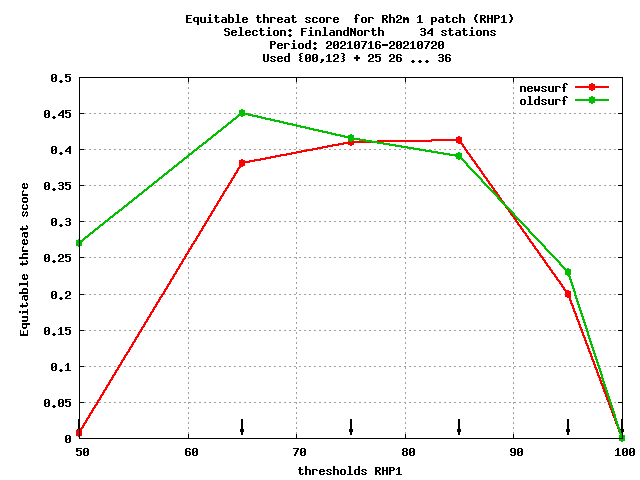 Equitable threat score  for Rh2m 1 patch (RHP1)
Selection: FinlandNorth     34 stations
Period: 20210716-20210720
Used {00,12} + 25 26 ... 36
newsurf
oldsurf
0.5
0.45
0.4
0.35
0.3
0.25
0.2
0.15
0.1
0.05
0
Equitable threat score
50 60 70 80 90 100
thresholds RHP1